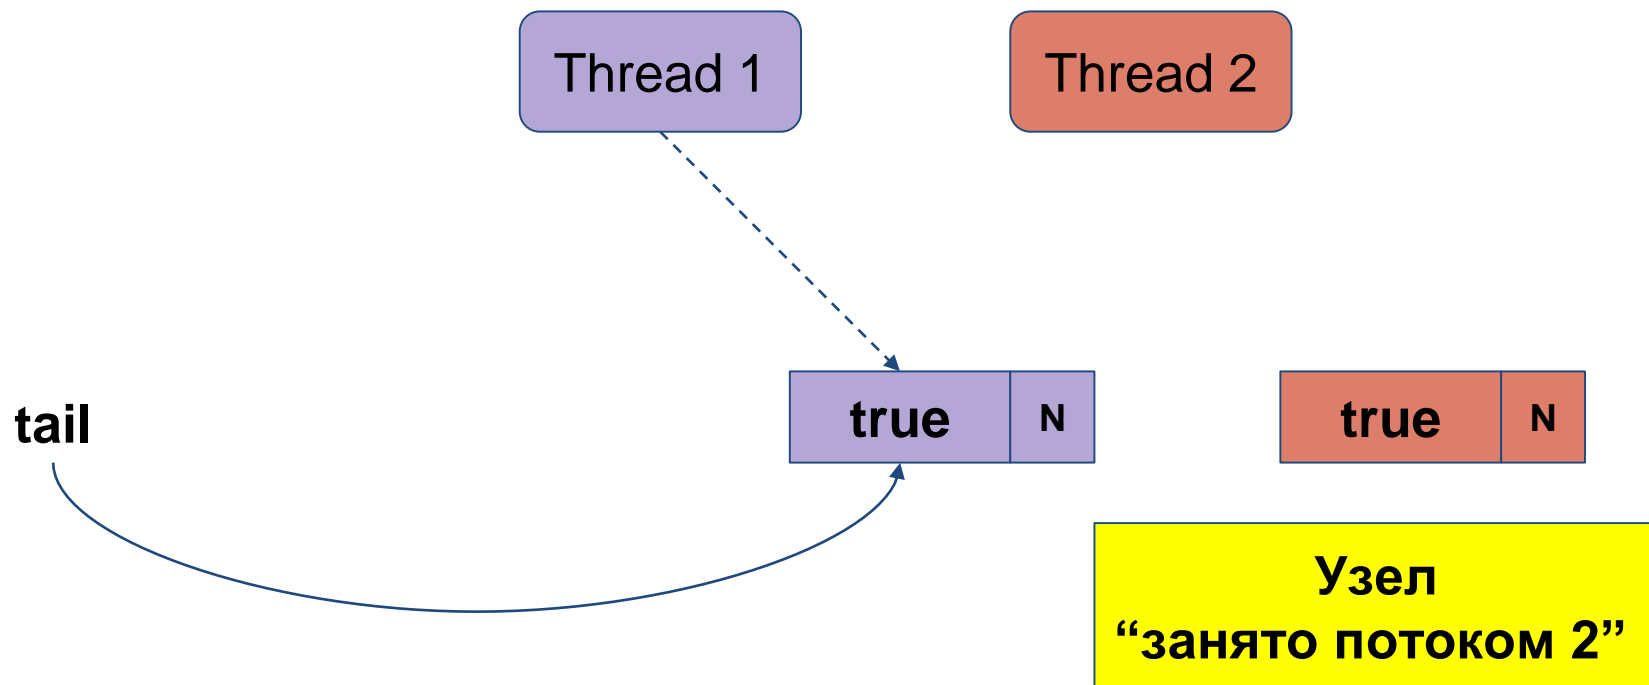 Thread 1
Thread 2
tail
true N
true N
Узел
“занято потоком 2”